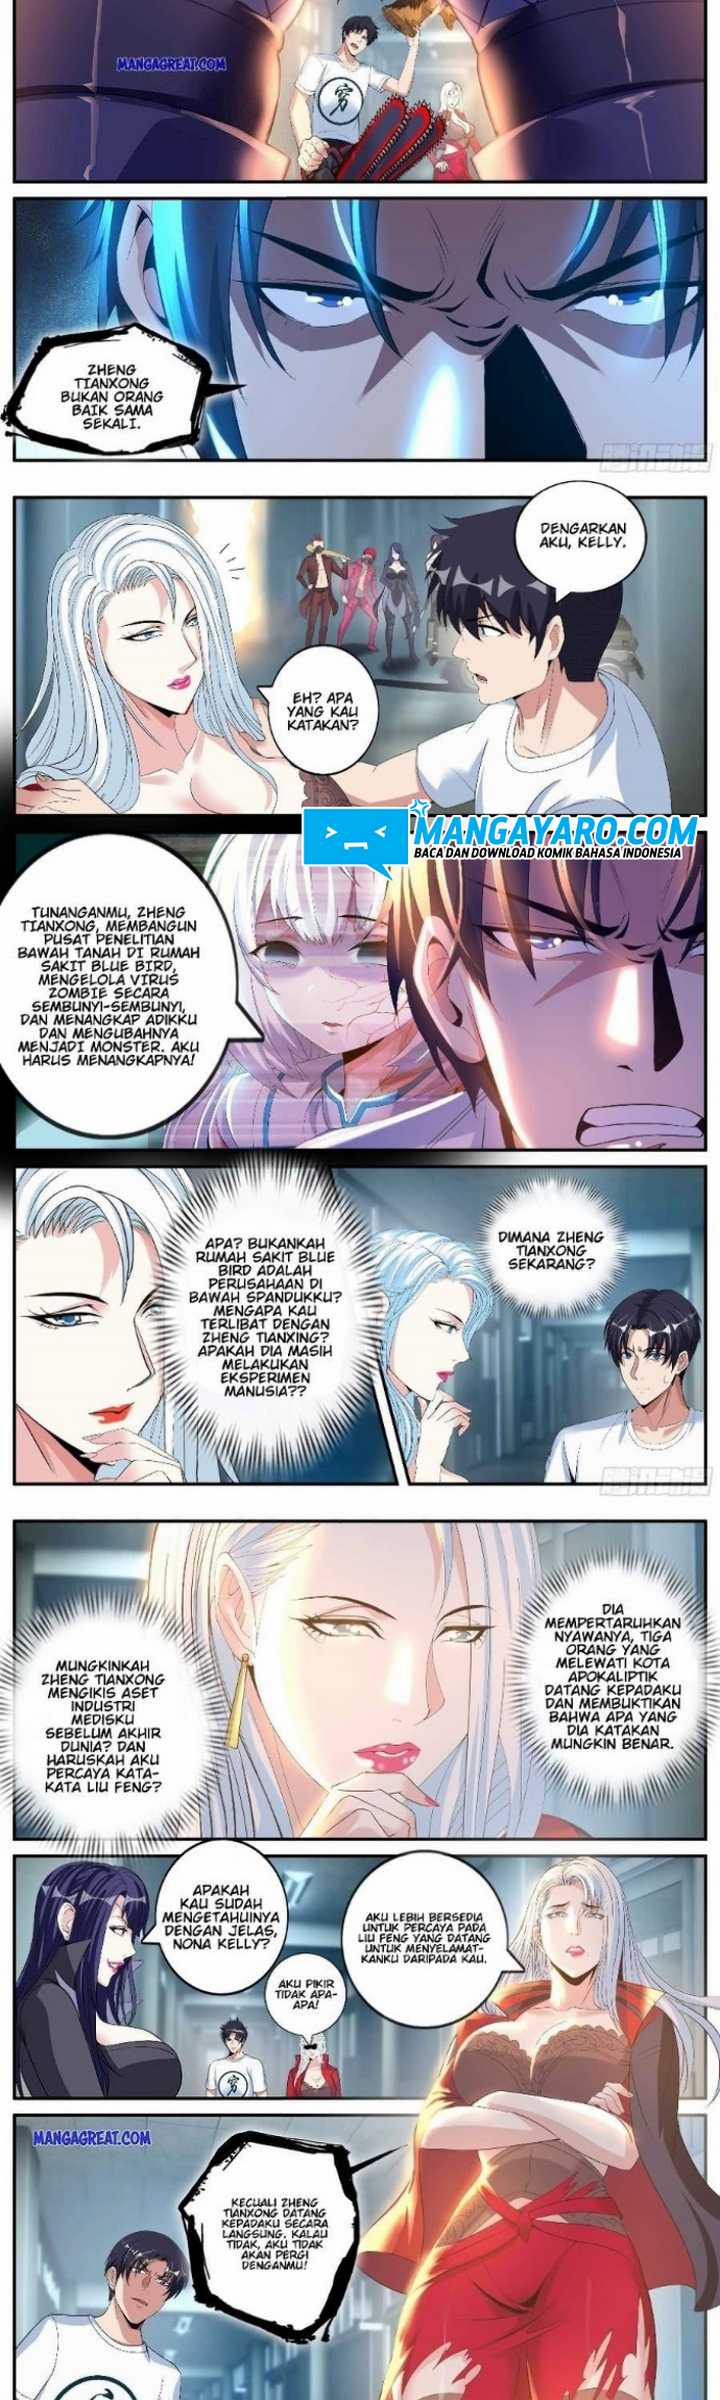 MANGAGREAT.COM
ZHENG
TIANXONG
BUKAN ORANG
BAIK SAMA
SEKALI.
DENGARKAN
AKU, KELLY.
EH? APA
YANG KAU
KATAKAN?
MANGAYARO.COM
BACA DAN DOWNLOAD KOMIK BAHASA INDONESIA
TUNANGANMU, ZHENG
TIANXONG, MEMBANGUN
PUSAT PENELITIAN
BAWAH TANAH DI RUMAH
SAKIT BLUE BIRD,
MENGELOLA VIRUS
ZOMBIE SECARA
SEMBUNYI-SEMBUNYI,
DAN MENANGKAP ADIKKU
DAN MENGUBAHNYA
MENJADI MONSTER. AKU
HARUS MENANGKAPNYA!
APA? BUKANKAH
RUMAH SAKIT BLUE
BIRD ADALAH
PERUSAHAAN DI
BAWAH SPANDUKKU?
MENGAPA KAU
TERLIBAT DENGAN
ZHENG TIANXING?
APAKAH DIA MASIH
MELAKUKAN
EKSPERIMEN
MANUSIA??
DIMANA ZHENG
TIANXONG
SEKARANG?
DIA
MEMPERTARUHKAN
NYAWANYA, TIGA
ORANG YANG
MELEWATI KOTA
APOKALIPTIK
DATANG KEPADAKU
DAN MEMBUKTIKAN
BAHWA APA YANG
DIA KATAKAN
MUNGKIN BENAR.
MUNGKINKAH
ZHENG TIANXONG
MENGIKIS ASET
INDUSTRI
MEDISKU
SEBELUM AKHIR
DUNIA? DAN
HARUSKAH AKU
PERCAYA KATA-
KATA LIU FENG?
APAKAH
KAU SUDAH
MENGETAHUINYA
DENGAN JELAS,
NONA KELLY?
AKU PIKIR
TIDAK APA-
APA!
AKU LEBIH BERSEDIA
UNTUK PERCAYA PADA
LIU FENG YANG DATANG
UNTUK MENYELAMAT-
KANKU DARIPADA KAU.
MANGAGREAT.COM
KECUALI ZHENG
TIANXONG DATANG
KEPADAKU SECARA
LANGSUNG. KALAU
TIDAK, AKU TIDAK
AKAN PERGI
DENGANMU!
穷